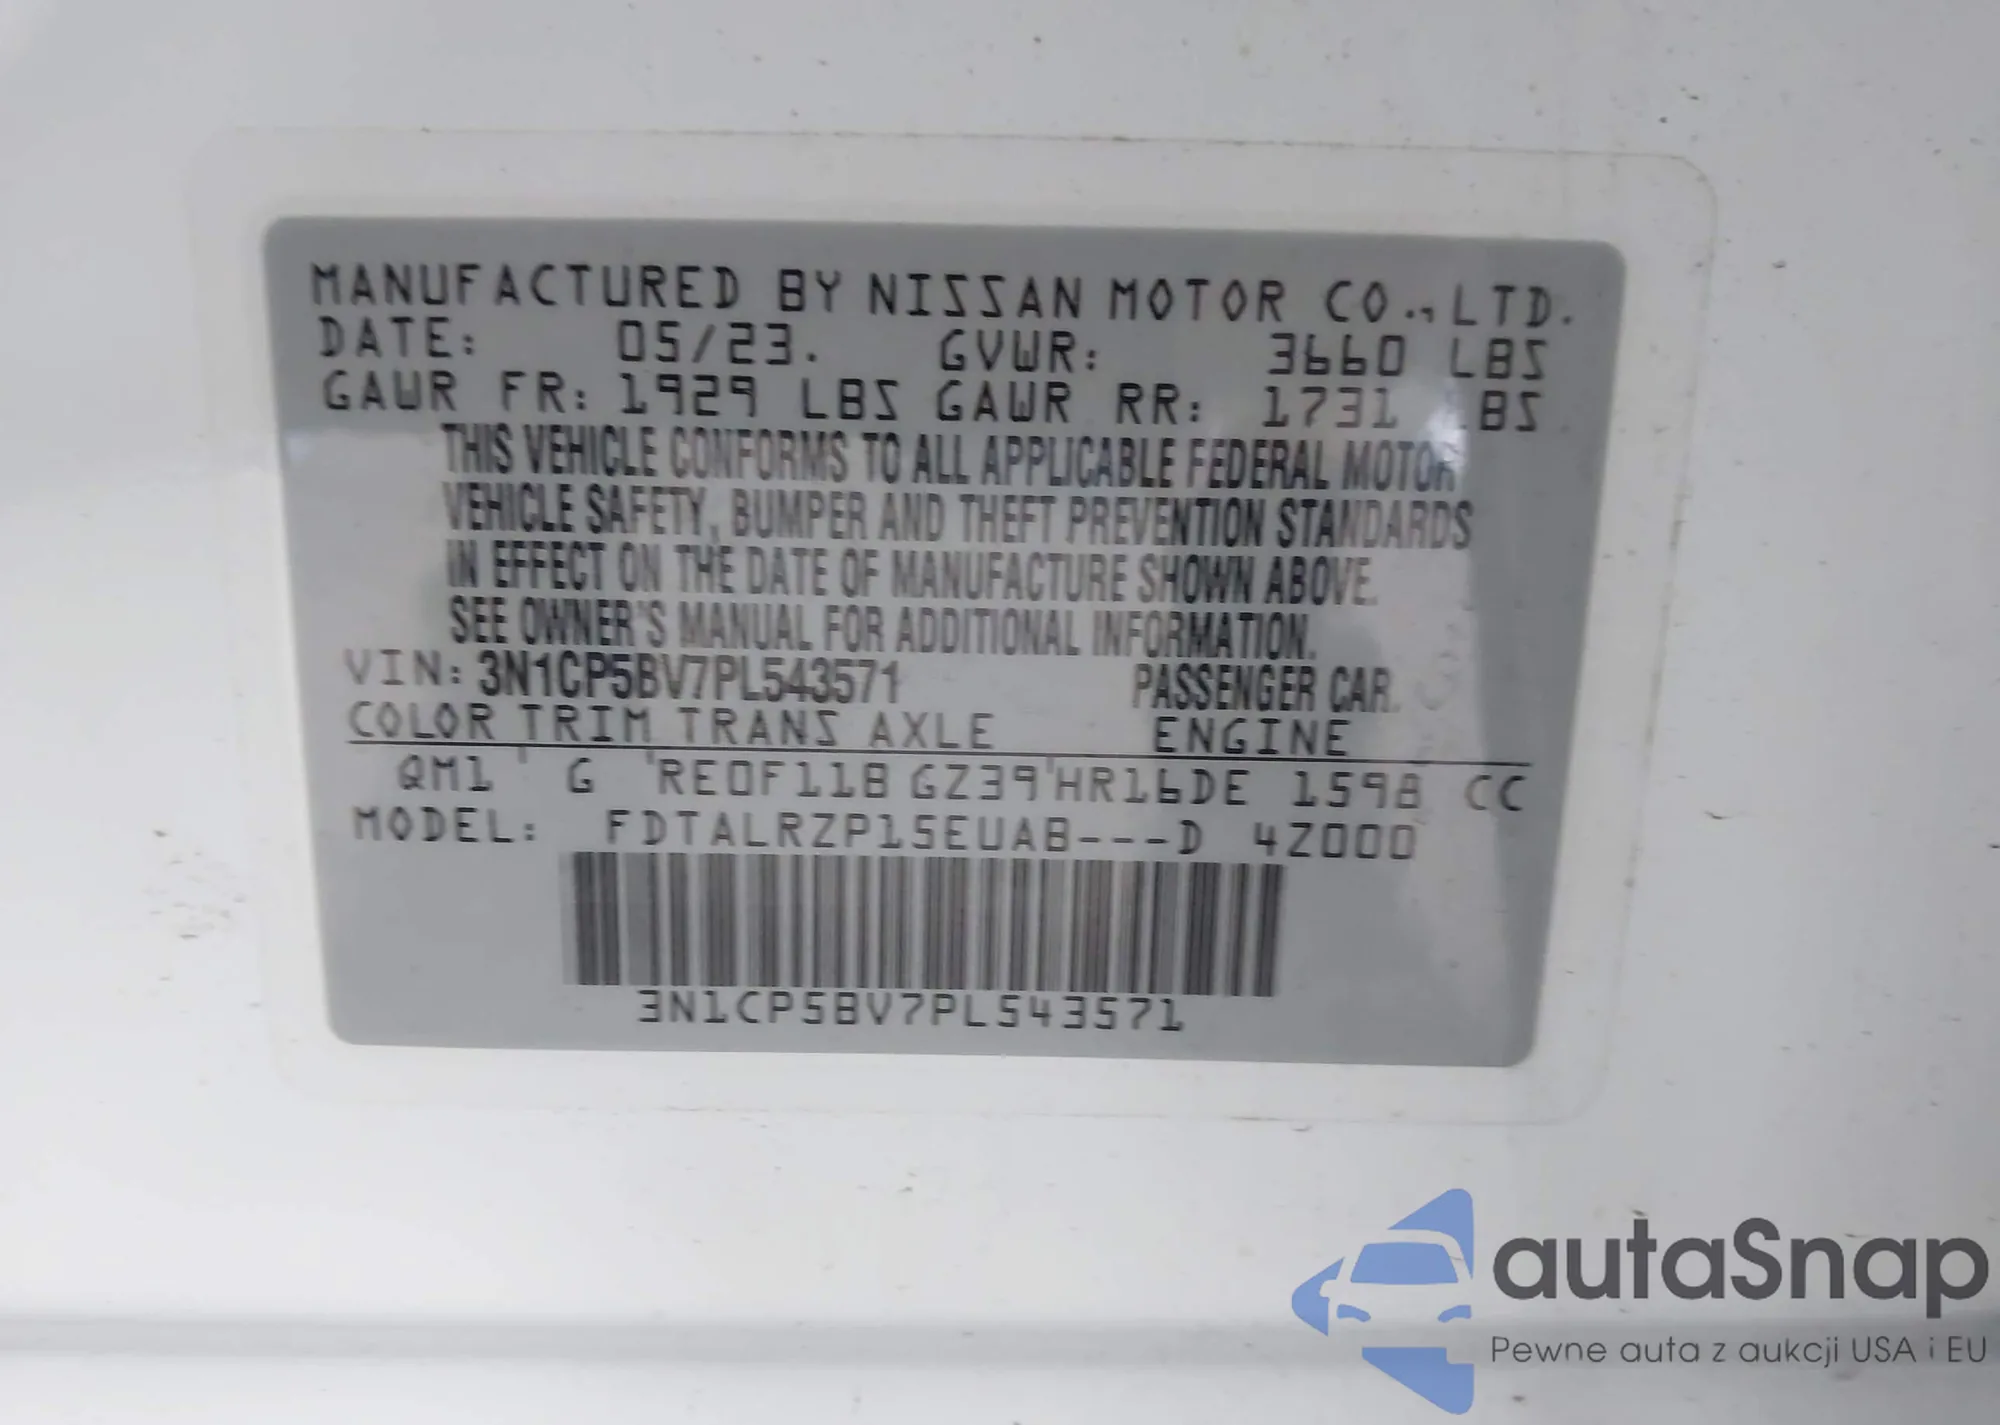 MANUFACTURED BY NISSAN MOTOR CO., LTD.
DATE: 05/23. GVWR: 3660 LBS
GAWR FR: 1929 LBS GAWR RR: 1731 LBS
THIS VEHICLE CONFORMS TO ALL APPLICABLE FEDERAL MOTOR
VEHICLE SAFETY, BUMPER AND THEFT PREVENTION STANDARDS
IN EFFECT ON THE DATE OF MANUFACTURE SHOWN ABOVE.
SEE OWNER'S MANUAL FOR ADDITIONAL INFORMATION.
VIN: 3N1CP5BV7PL543571 PASSENGER CAR.
COLOR TRIM TRANS AXLE ENGINE
QM1 ' G 'RE0F11B GZ39'HR16DE 1598 CC
MODEL: FDTALRZP15EUAB---D 4Z000
3N1CP5BV7PL543571
autaSnap
Pewne auta z aukcji USA i EU